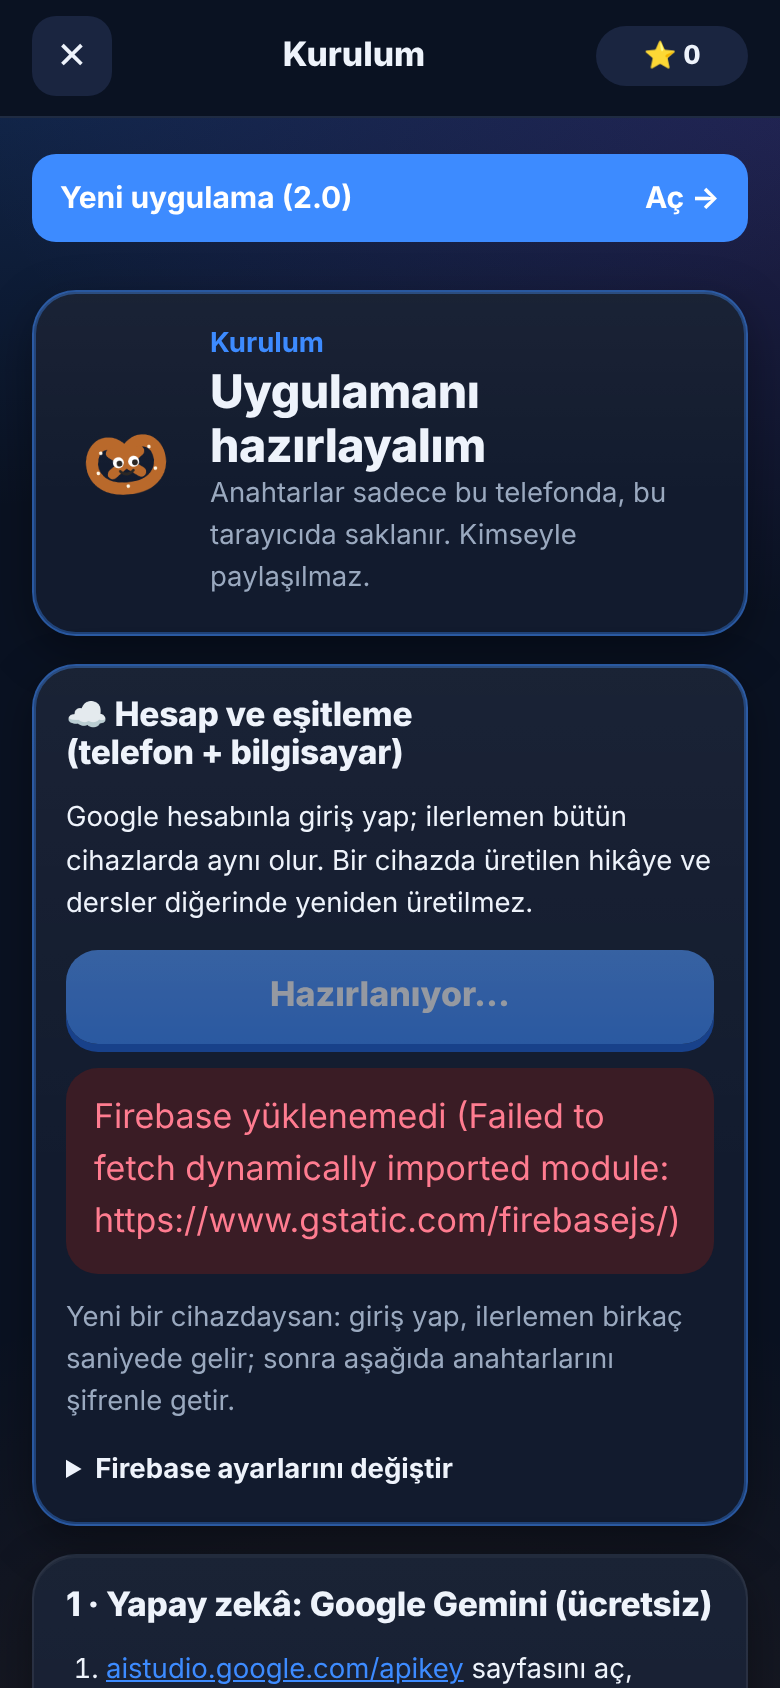 Kurulum
⭐ 0
Yeni uygulama (2.0)
Aç →
Kurulum
Uygulamanı
hazırlayalım
Anahtarlar sadece bu telefonda, bu
tarayıcıda saklanır. Kimseyle
paylaşılmaz.
☁️ Hesap ve eşitleme
(telefon + bilgisayar)
Google hesabınla giriş yap; ilerlemen bütün
cihazlarda aynı olur. Bir cihazda üretilen hikâye ve
dersler diğerinde yeniden üretilmez.
Hazırlanıyor...
Firebase yüklenemedi (Failed to
fetch dynamically imported module:
https://www.gstatic.com/firebasejs/)
Yeni bir cihazdaysan: giriş yap, ilerlemen birkaç
saniyede gelir; sonra aşağıda anahtarlarını
şifrenle getir.
▶ Firebase ayarlarını değiştir
1 · Yapay zekâ: Google Gemini (ücretsiz)
1. aistudio.google.com/apikey sayfasını aç,